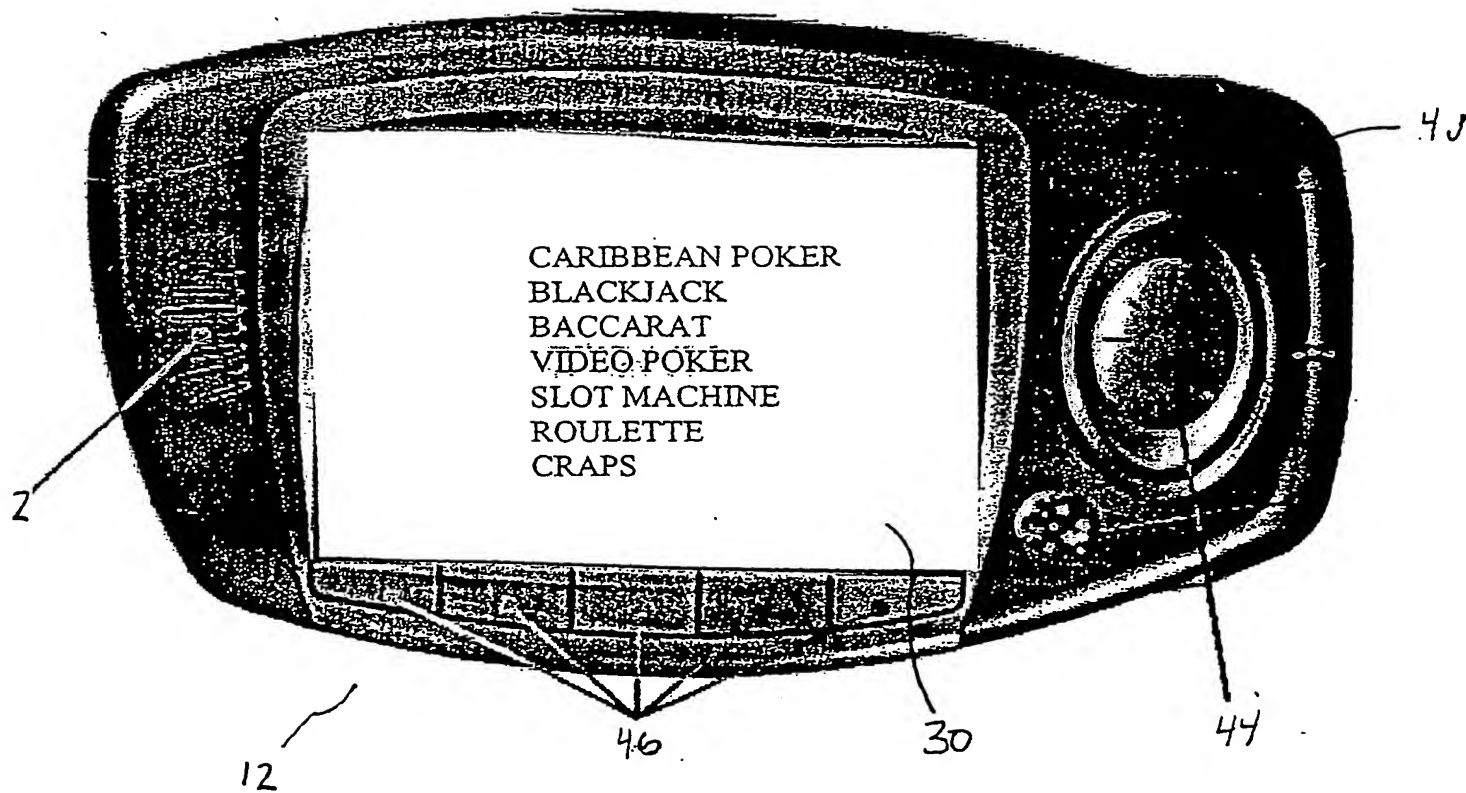 CARIBBEAN POKER
BLACKJACK
BACCARAT
VIDEO POKER
SLOT MACHINE
ROULETTE
CRAPS
2
46
30
44
12